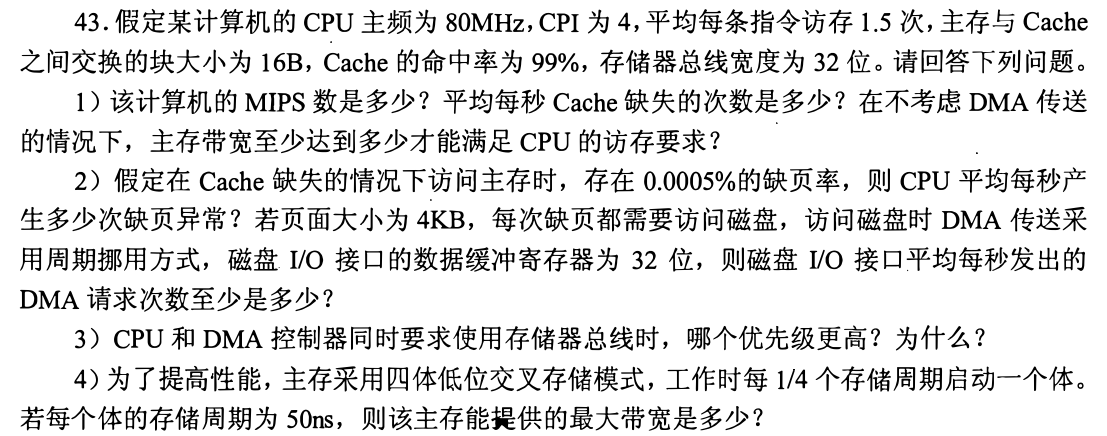 43.假定某计算机的 CPU 主频为 80MHz,CPI 为 4,平均每条指令访存 1.5 次,主存与 Cache
之间交换的块大小为 16B，Cache 的命中率为 99%，存储器总线宽度为 32 位。请回答下列问题。
1）该计算机的 MIPS 数是多少？平均每秒 Cache 缺失的次数是多少？在不考虑 DMA 传送
的情况下，主存带宽至少达到多少才能满足 CPU 的访存要求？
2）假定在 Cache 缺失的情况下访问主存时，存在 0.0005%的缺页率，则 CPU 平均每秒产
生多少次缺页异常？若页面大小为 4KB，每次缺页都需要访问磁盘，访问磁盘时 DMA 传送采
用周期挪用方式，磁盘 I/O 接口的数据缓冲寄存器为 32 位，则磁盘 I/O 接口平均每秒发出的
DMA 请求次数至少是多少？
3）CPU 和 DMA 控制器同时要求使用存储器总线时，哪个优先级更高？为什么？
4）为了提高性能，主存采用四体低位交叉存储模式，工作时每 1/4 个存储周期启动一个体。
若每个体的存储周期为 50ns，则该主存能提供的最大带宽是多少？